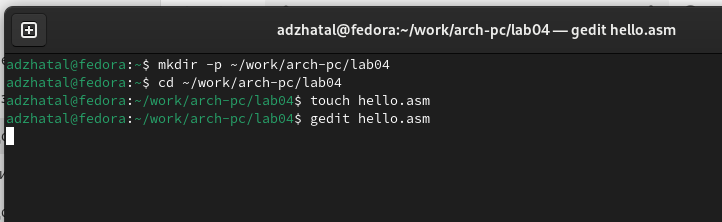 adzhatal@fedora:~/work/arch-pc/lab04 — gedit hello.asm
adzhatal@fedora:~$ mkdir -p ~/work/arch-pc/lab04
adzhatal@fedora:~$ cd ~/work/arch-pc/lab04
adzhatal@fedora:~/work/arch-pc/lab04$ touch hello.asm
adzhatal@fedora:~/work/arch-pc/lab04$ gedit hello.asm